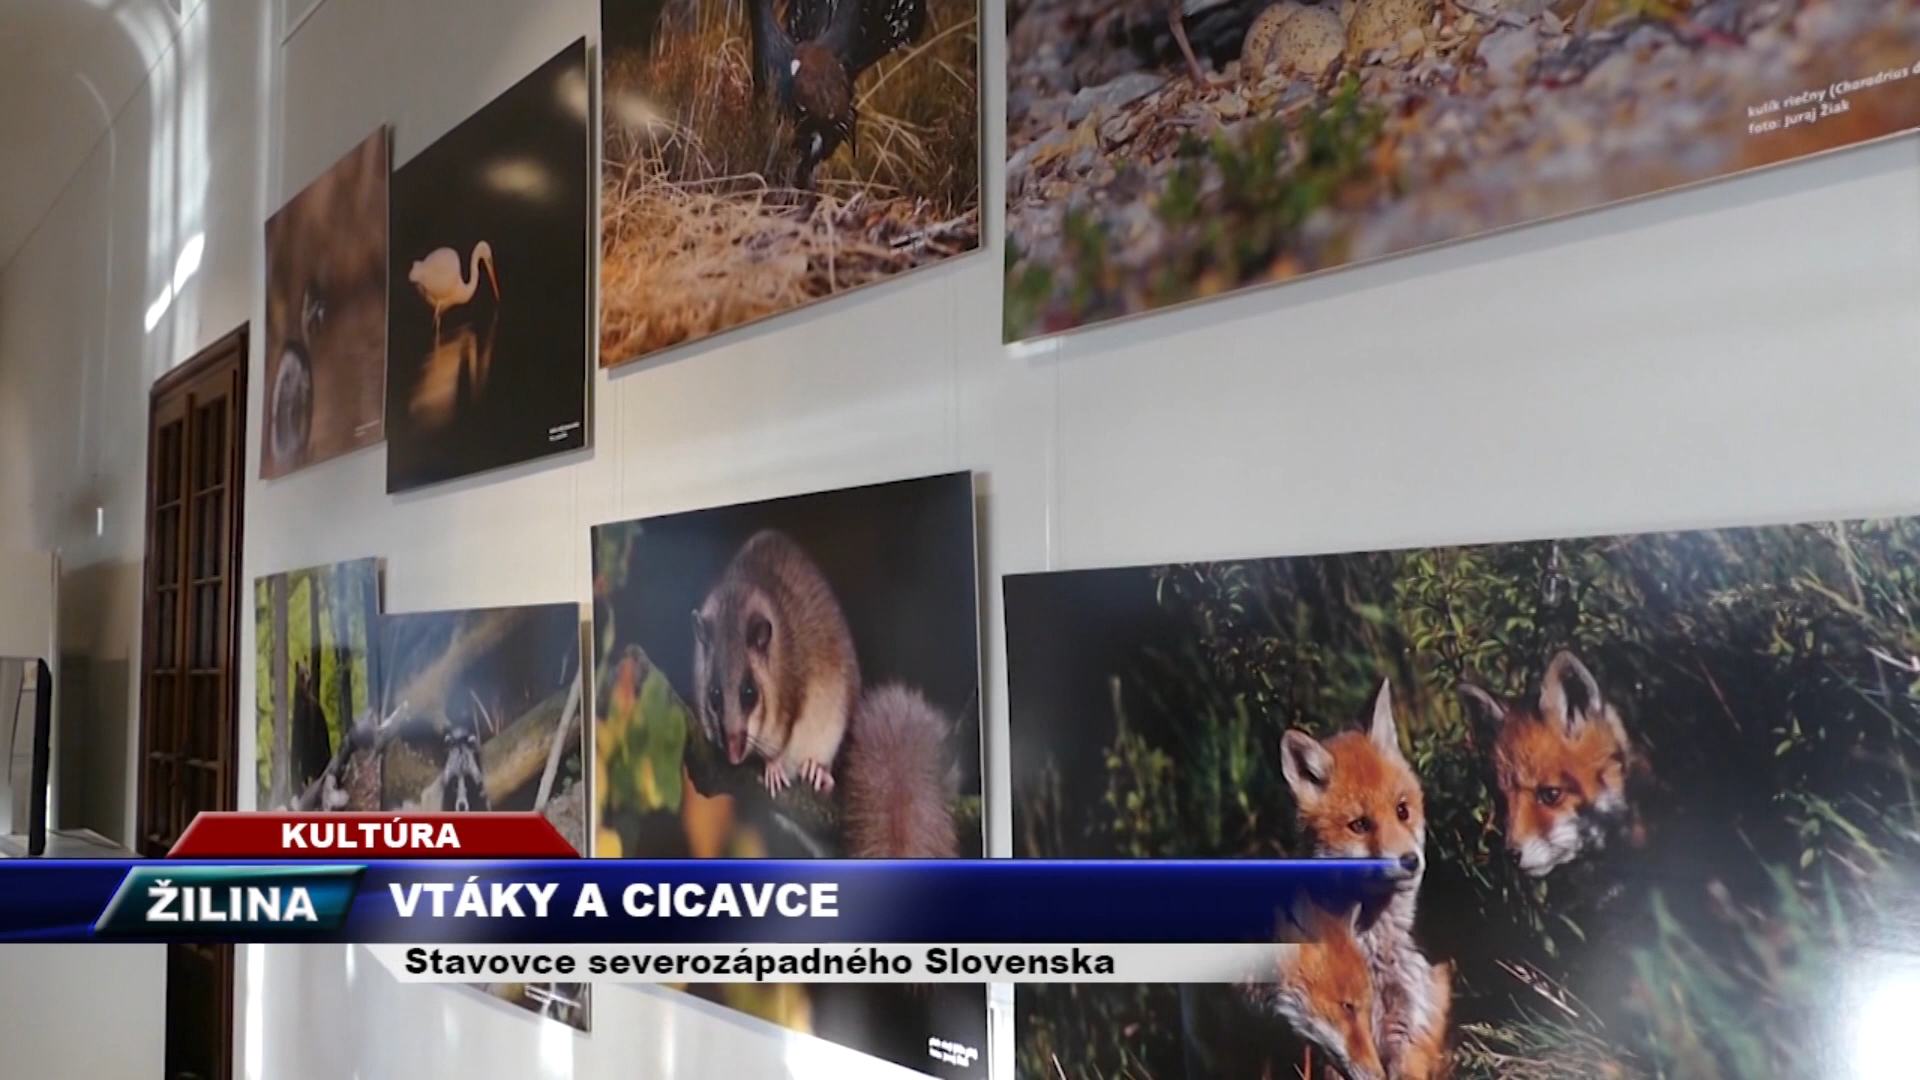 kulík riečny (Charadrius d
foto: Juraj Žiak
KULTÚRA
ŽILINA
VTÁKY A CICAVCE
Stavovce severozápadného Slovenska